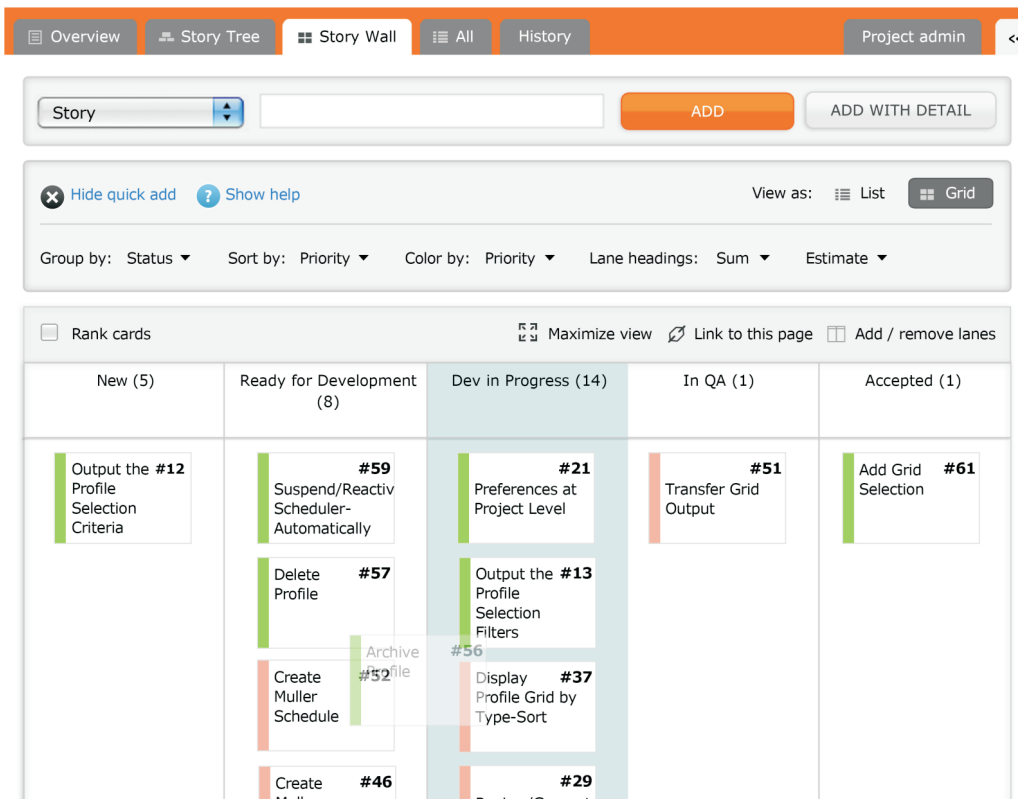 Overview
Story Tree
Story Wall
All
History
Project admin
<<
Story
ADD
ADD WITH DETAIL
Hide quick add
? Show help
View as:
List
Grid
Group by: Status
Sort by: Priority
Color by: Priority
Lane headings: Sum
Estimate
Rank cards
Maximize view
Link to this page
Add / remove lanes
New (5)
Ready for Development
(8)
Dev in Progress (14)
In QA (1)
Accepted (1)
Output the #12
Profile
Selection
Criteria
#59
Suspend/Reactiv
Scheduler-
Automatically
Delete #57
Profile
Archive #56
Profile
Create #52
Muller
Schedule
Create #46
#21
Preferences at
Project Level
Output the #13
Profile
Selection
Filters
Display #37
Profile Grid by
Type-Sort
#29
#51
Transfer Grid
Output
Add Grid #61
Selection